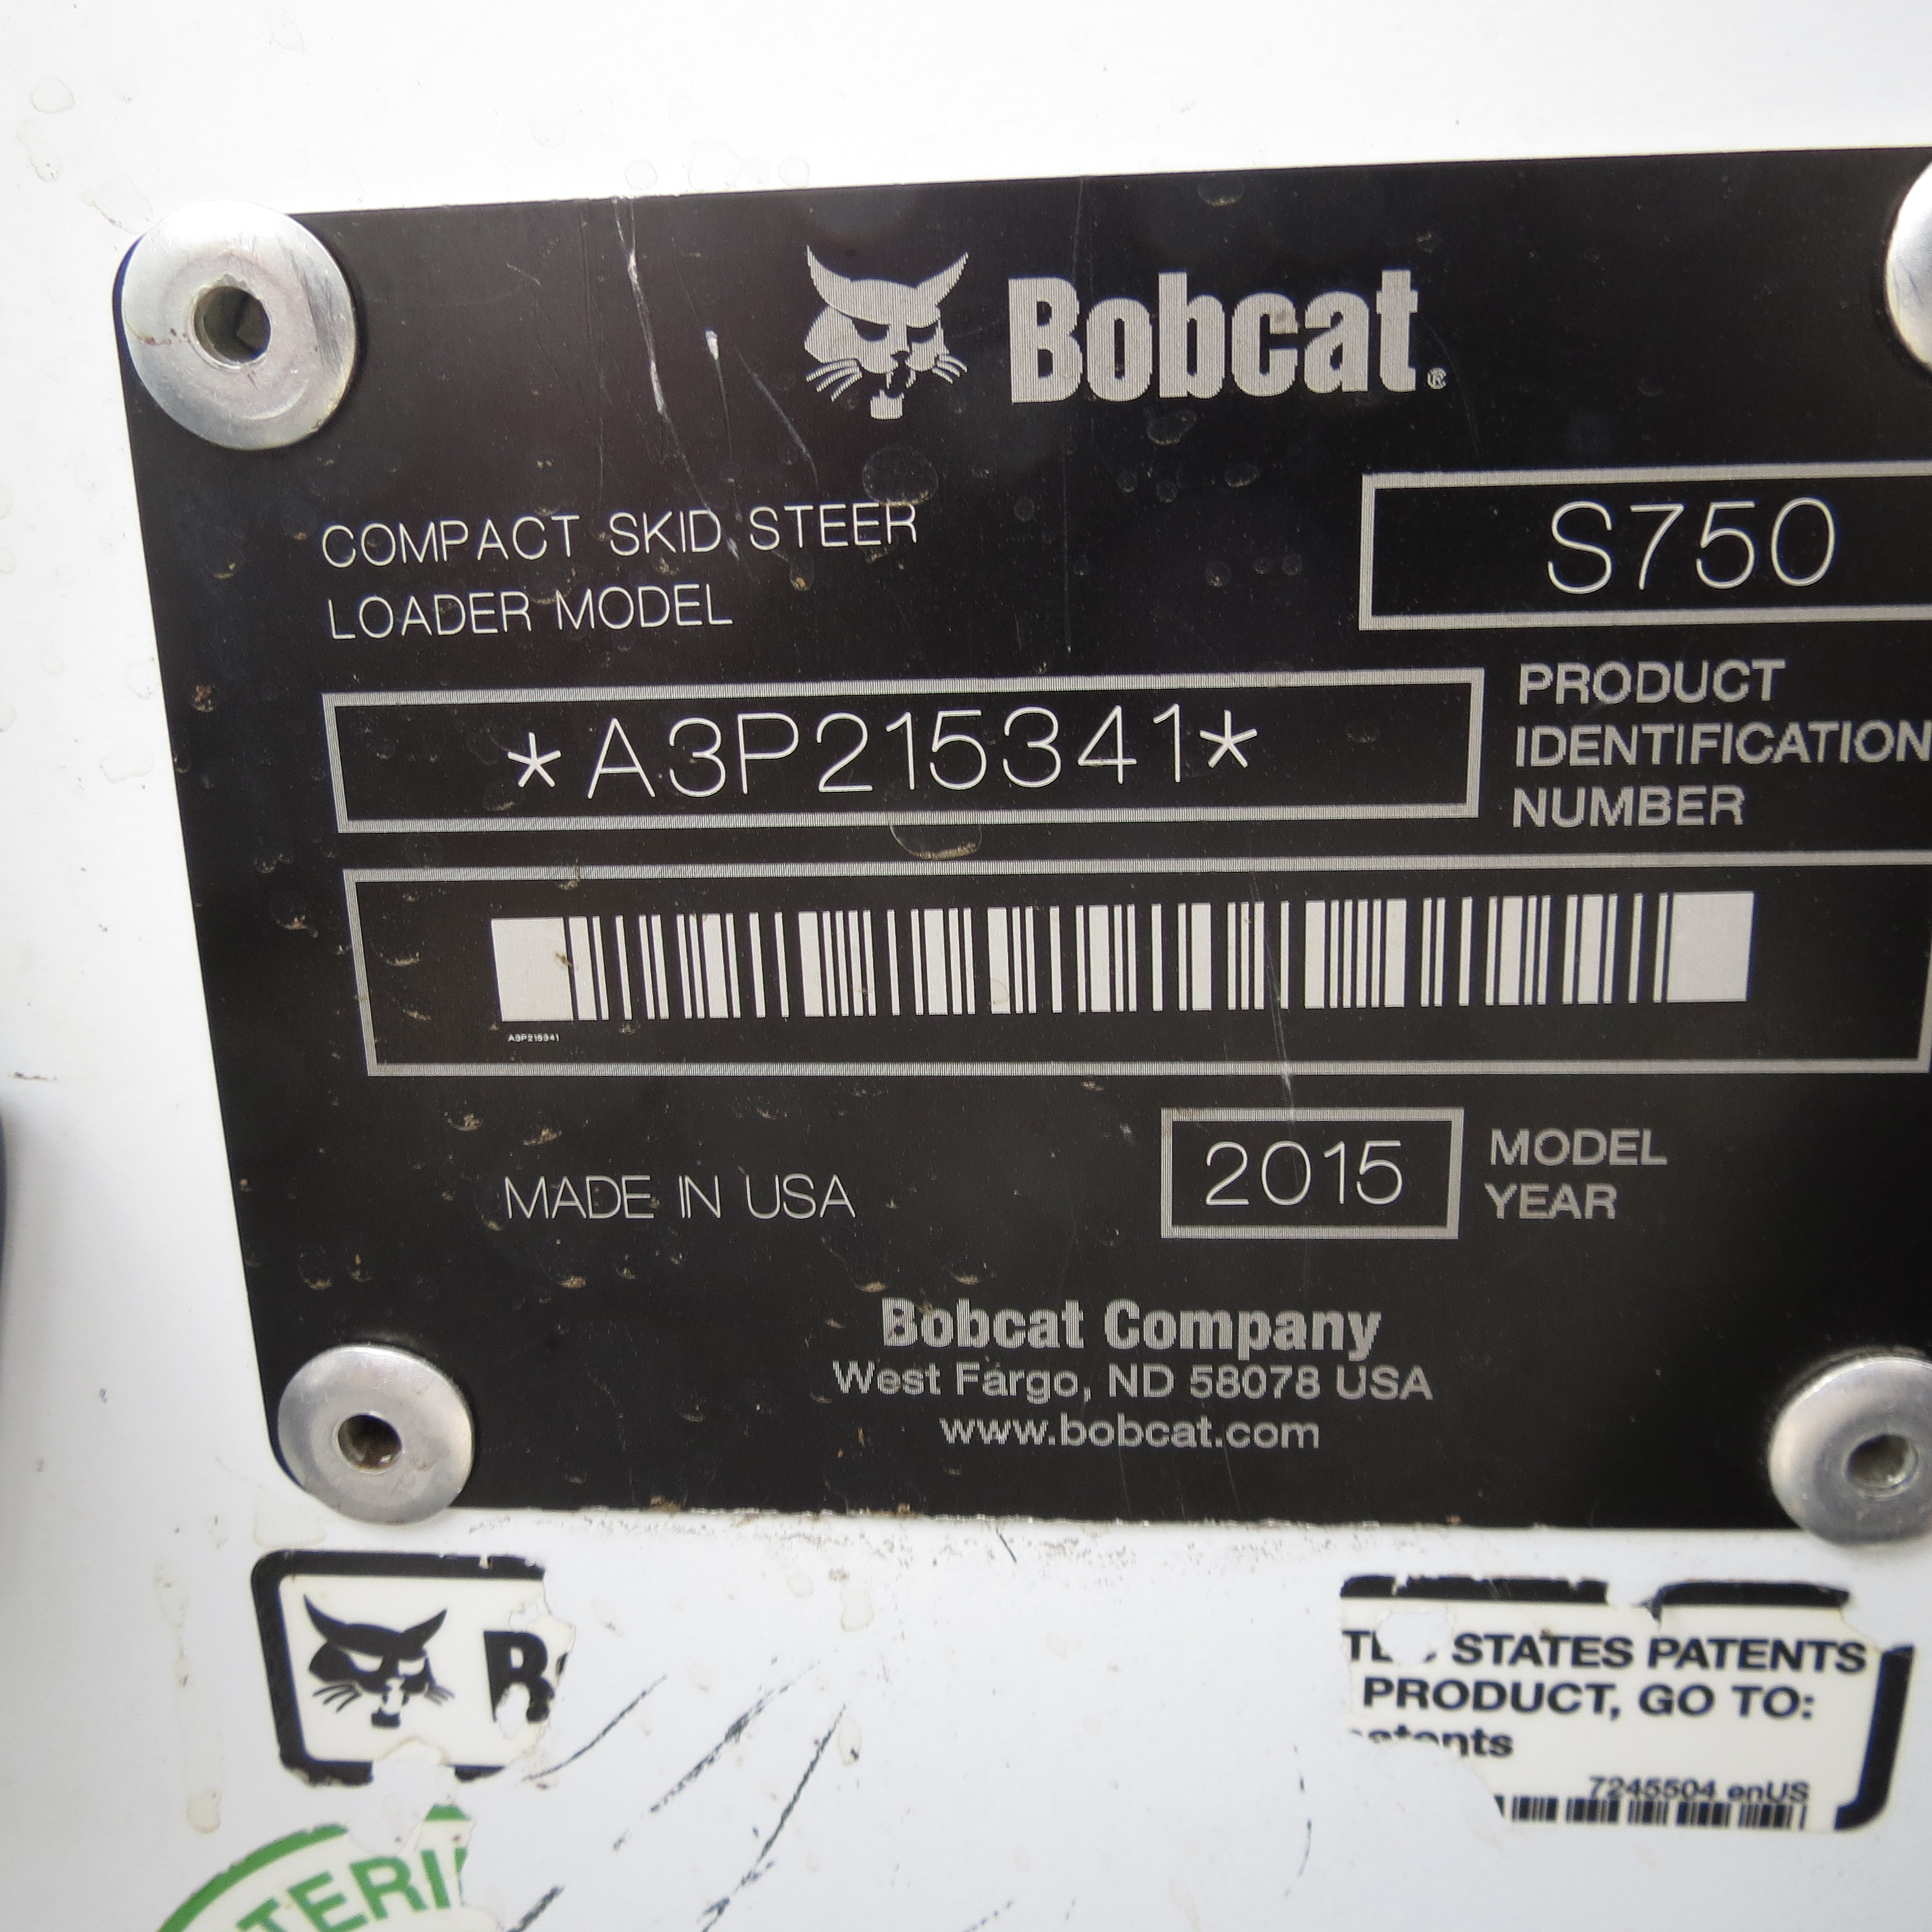 Bobcat®
COMPACT SKID STEER
LOADER MODEL
S750
*A3P215341*
PRODUCT
IDENTIFICATION
NUMBER
A3P215341
MADE IN USA
2015
MODEL
YEAR
Bobcat Company
West Fargo, ND 58078 USA
www.bobcat.com
STATES PATENTS
PRODUCT, GO TO:
7245504 enUS